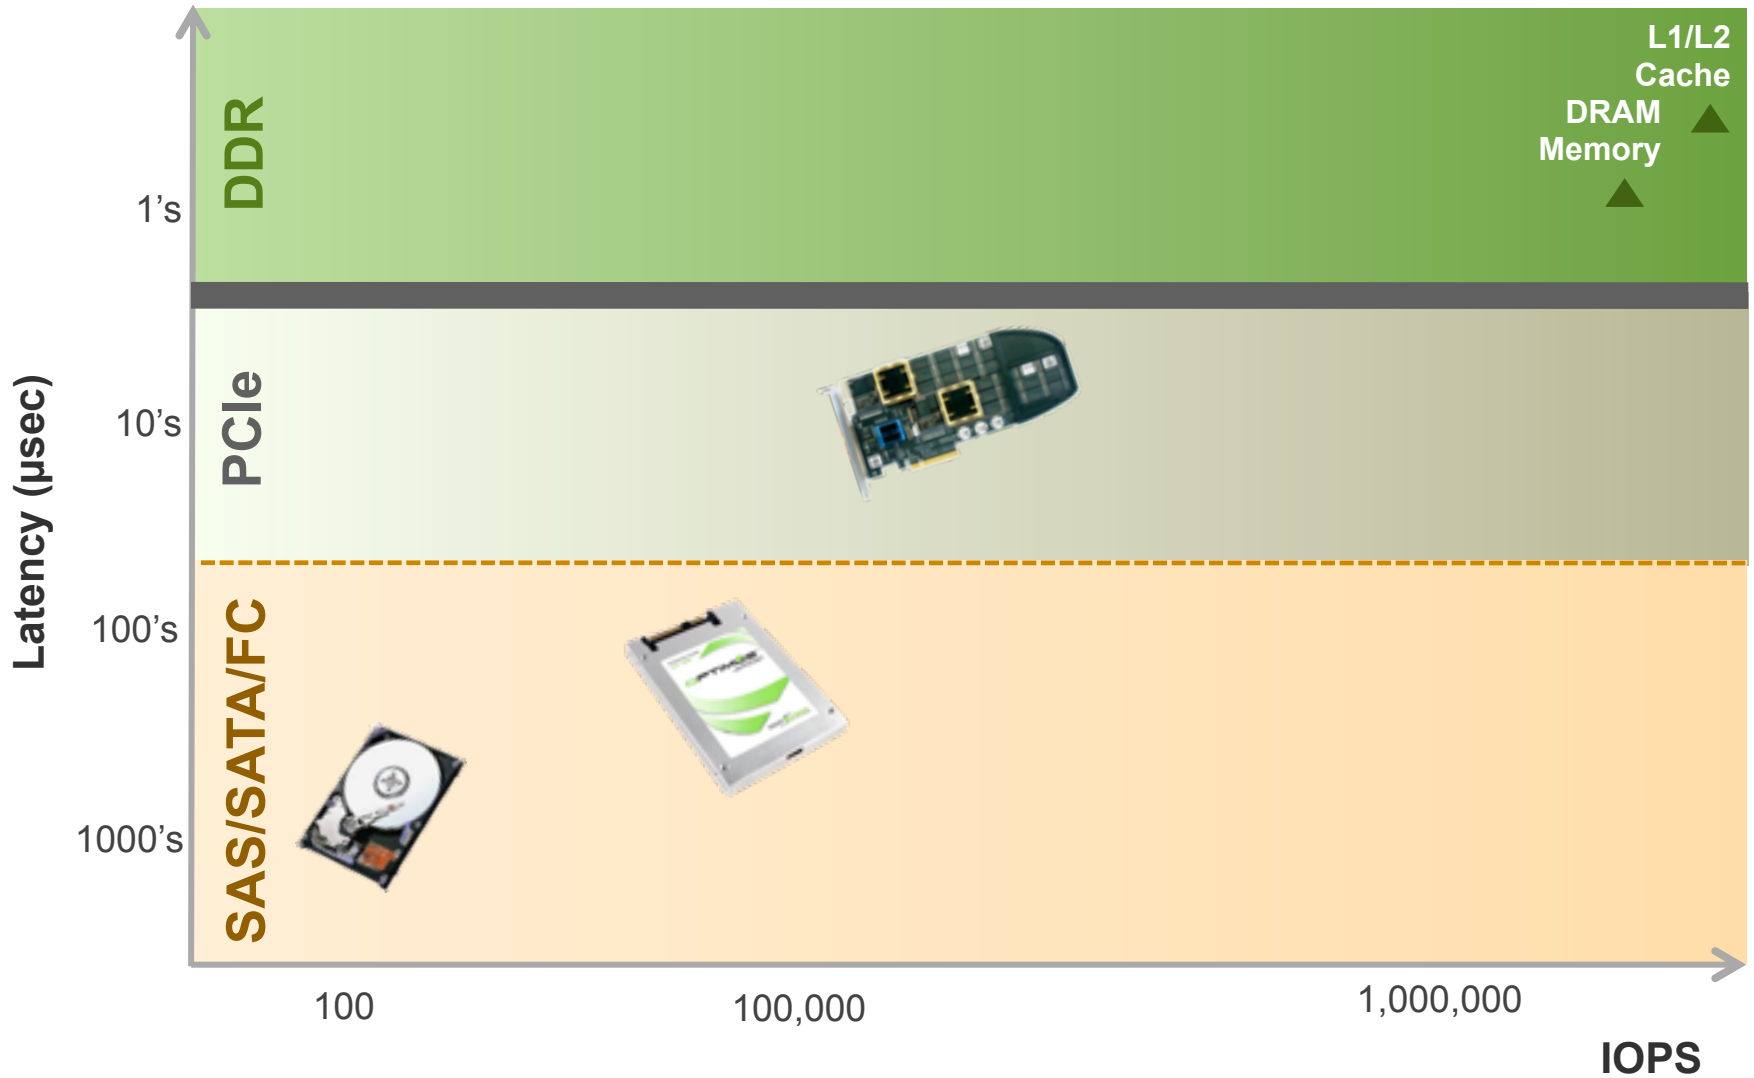 L1/L2
Cache
DRAM
Memory
DDR
1’s
PCIe
10’s
Latency (µsec)
SAS/SATA/FC
100’s
OPTIMUS
1000’s
100
100,000
1,000,000
IOPS